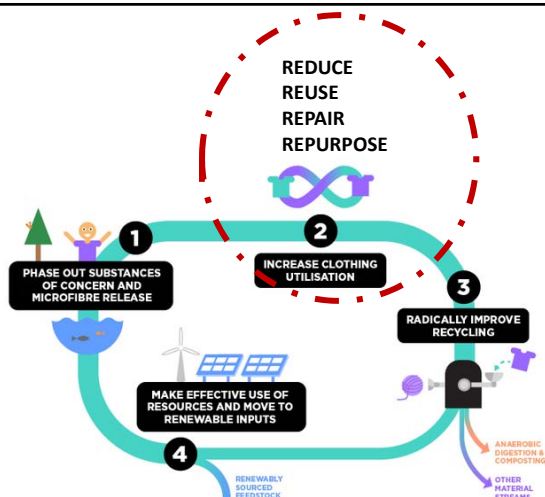 REDUCE
REUSE
REPAIR
REPURPOSE
1
PHASE OUT SUBSTANCES
OF CONCERN AND
MICROFIBRE RELEASE
2
INCREASE CLOTHING
UTILISATION
3
RADICALLY IMPROVE
RECYCLING
MAKE EFFECTIVE USE OF
RESOURCES AND MOVE TO
RENEWABLE INPUTS
4
RENEWABLY
SOURCED
FEEDSTOCK
ANAEROBIC
DIGESTION &
COMPOSTING
OTHER
MATERIAL
STREAMS